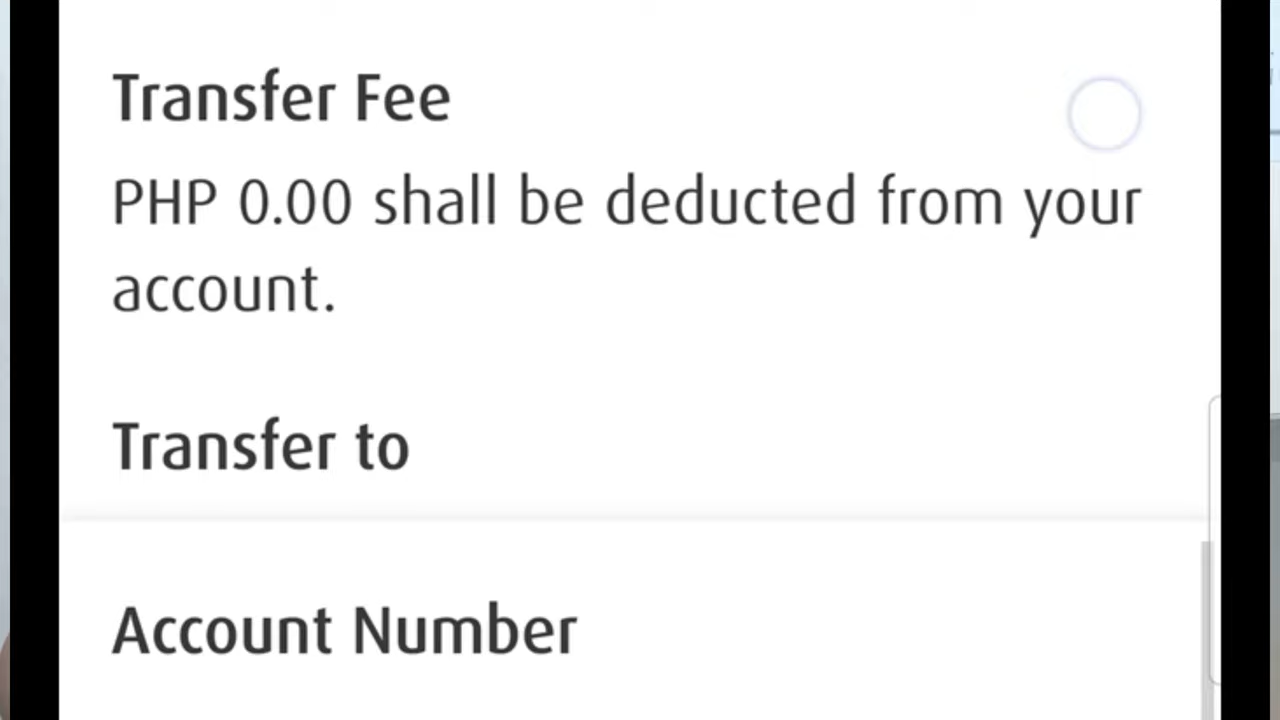 Transfer Fee
PHP 0.00 shall be deducted from your
account.
Transfer to
Account Number